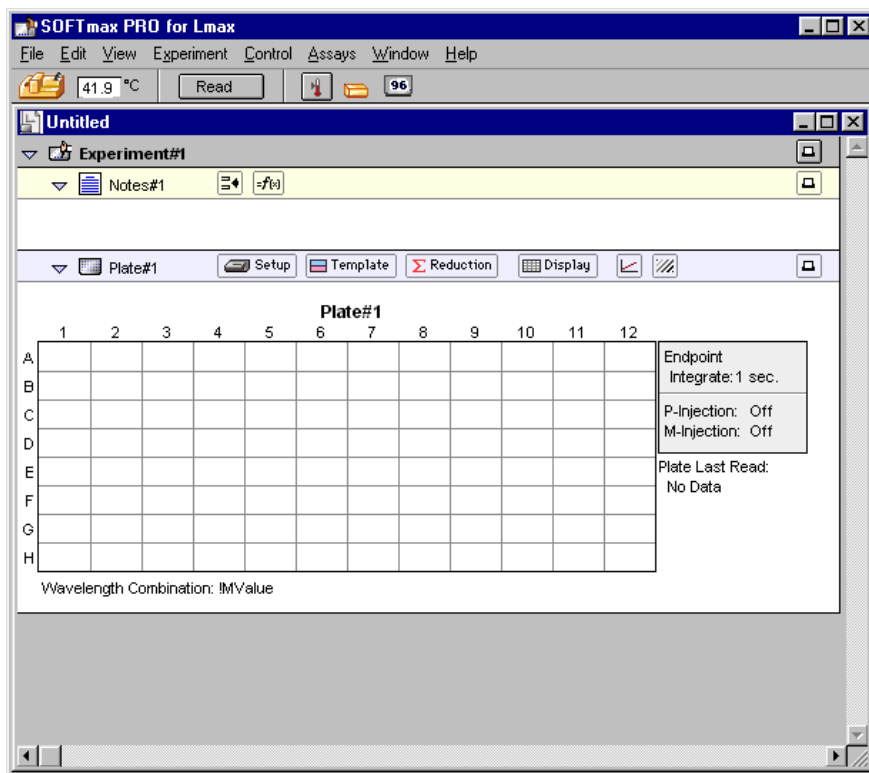 SOFTmax PRO for Lmax
File Edit View Experiment Control Assays Window Help
41.9 °C Read 96
Untitled
Experiment#1
Notes#1 =f(x)
Plate#1 Setup Template Σ Reduction Display
Plate#1
1 2 3 4 5 6 7 8 9 10 11 12
A
B
C
D
E
F
G
H
Endpoint
Integrate: 1 sec.
P-Injection: Off
M-Injection: Off
Plate Last Read:
No Data
Wavelength Combination: !MValue